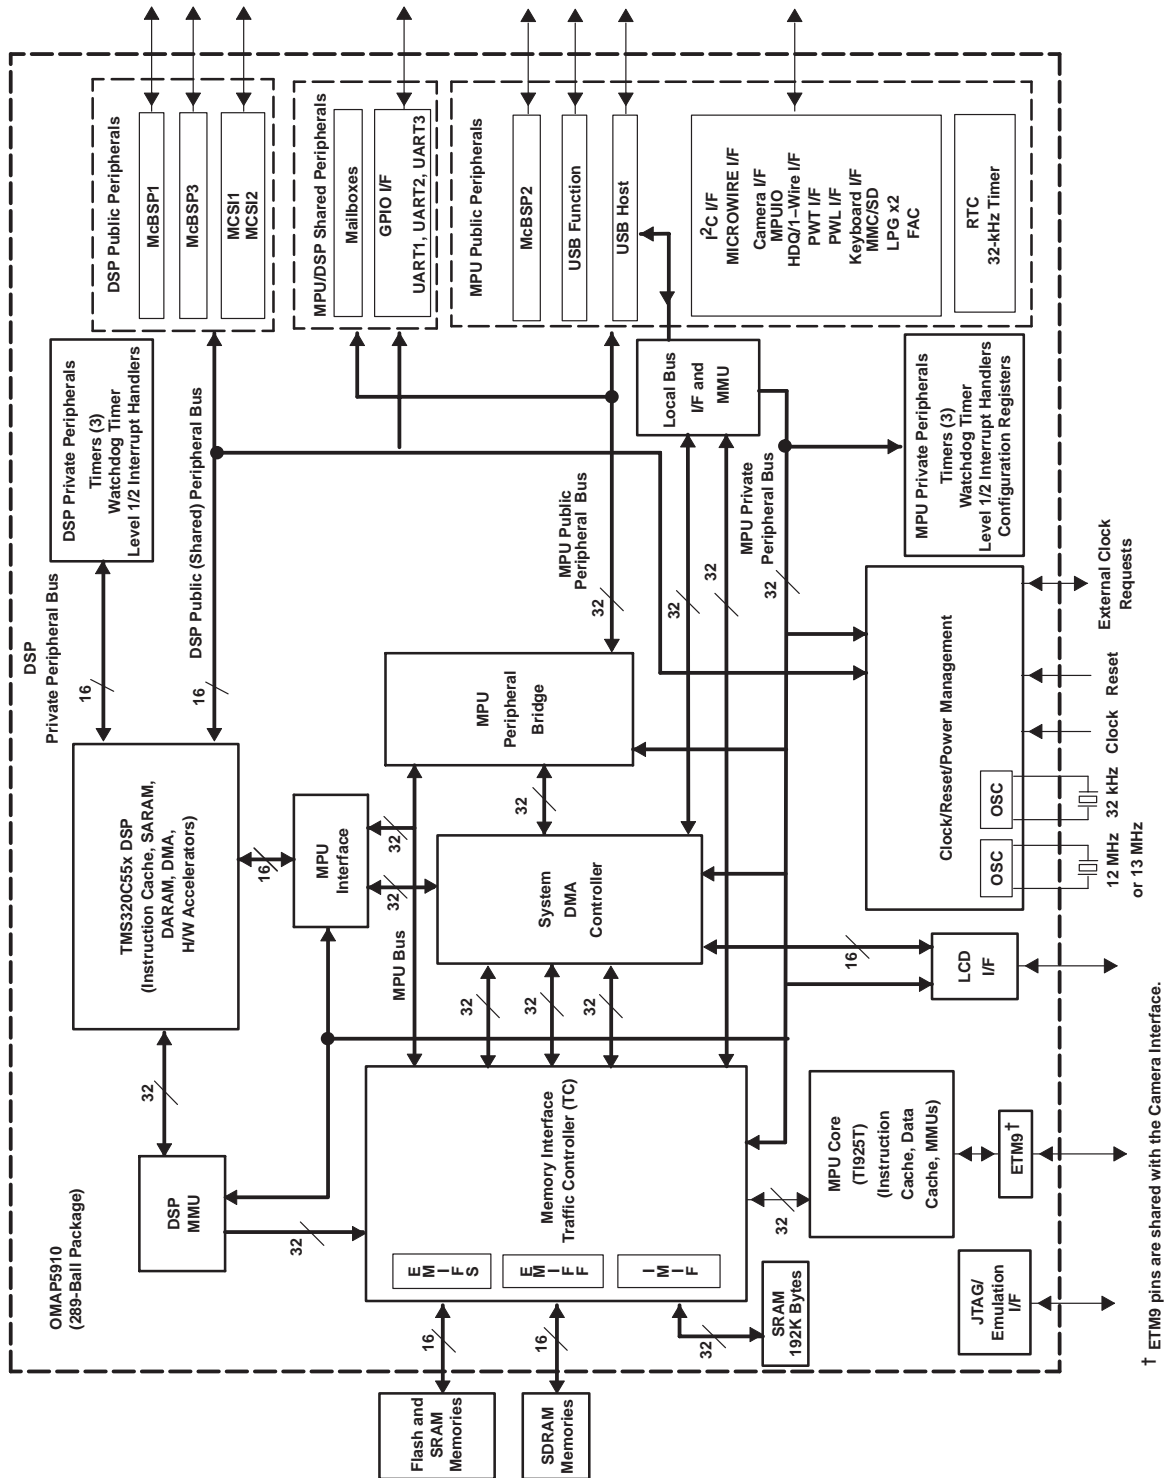 OMAP5910
(289-Ball Package)
DSP
Private Peripheral Bus
16
DSP Private Peripherals
Timers (3)
Watchdog Timer
Level 1/2 Interrupt Handlers
DSP Public (Shared) Peripheral Bus
16
DSP Public Peripherals
McBSP1
McBSP3
MCSI1
MCSI2
TMS320C55x DSP
(Instruction Cache, SARAM,
DARAM, DMA,
H/W Accelerators)
32
DSP
MMU
32
16
MPU
Interface
32
32
MPU Bus
MPU/DSP Shared Peripherals
Mailboxes
GPIO I/F
UART1, UART2, UART3
MPU
Peripheral
Bridge
32
MPU Public
Peripheral Bus
32
MPU Public Peripherals
McBSP2
USB Function
USB Host
I2C I/F
MICROWIRE I/F
Camera I/F
MPUIO
HDQ/1–Wire I/F
PWT I/F
PWL I/F
Keyboard I/F
MMC/SD
LPG x2
FAC
RTC
32-kHz Timer
Flash and
SRAM
Memories
16
SDRAM
Memories
16
E
M
I
F
S
E
M
I
F
F
I
M
I
F
Memory Interface
Traffic Controller (TC)
32
32
32
System
DMA
Controller
32
32
Local Bus
I/F and
MMU
MPU Private
Peripheral Bus
32
MPU Private Peripherals
Timers (3)
Watchdog Timer
Level 1/2 Interrupt Handlers
Configuration Registers
32
SRAM
192K Bytes
32
MPU Core
(TI925T)
(Instruction
Cache, Data
Cache, MMUs)
16
LCD
I/F
Clock/Reset/Power Management
OSC
OSC
JTAG/
Emulation
I/F
ETM9†
12 MHz
or 13 MHz
32 kHz
Clock
Reset
External Clock
Requests
† ETM9 pins are shared with the Camera Interface.